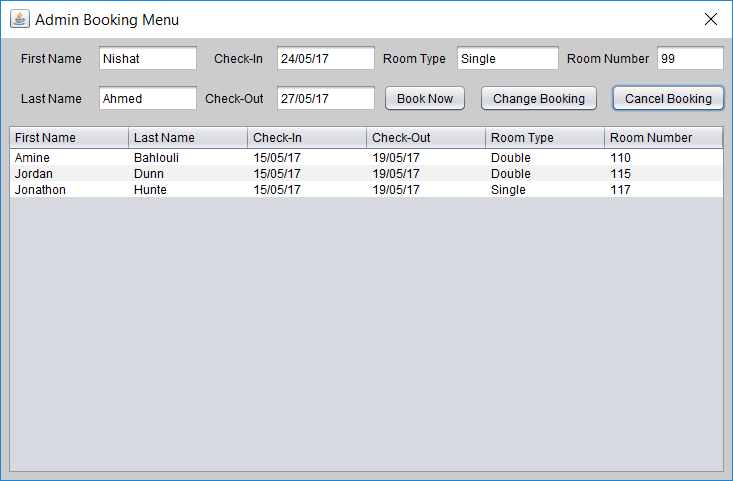 Admin Booking Menu
First Name Nishat Check-In 24/05/17 Room Type Single Room Number 99
Last Name Ahmed Check-Out 27/05/17 Book Now Change Booking Cancel Booking
First Name Last Name Check-In Check-Out Room Type Room Number
Amine Bahlouli 15/05/17 19/05/17 Double 110
Jordan Dunn 15/05/17 19/05/17 Double 115
Jonathon Hunte 15/05/17 19/05/17 Single 117